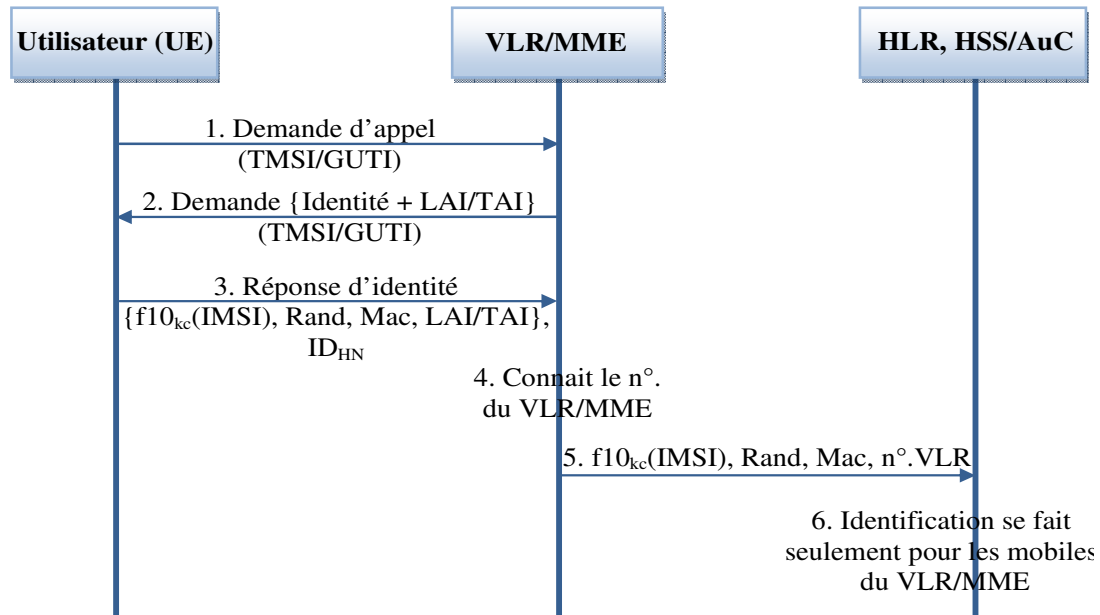 Utilisateur (UE)
VLR/MME
HLR, HSS/AuC
1. Demande d'appel
(TMSI/GUTI)
2. Demande {Identité + LAI/TAI}
(TMSI/GUTI)
3. Réponse d'identité
{f10kc(IMSI), Rand, Mac, LAI/TAI},
IDHN
4. Connait le n°.
du VLR/MME
5. f10kc(IMSI), Rand, Mac, n°.VLR
6. Identification se fait
seulement pour les mobiles
du VLR/MME